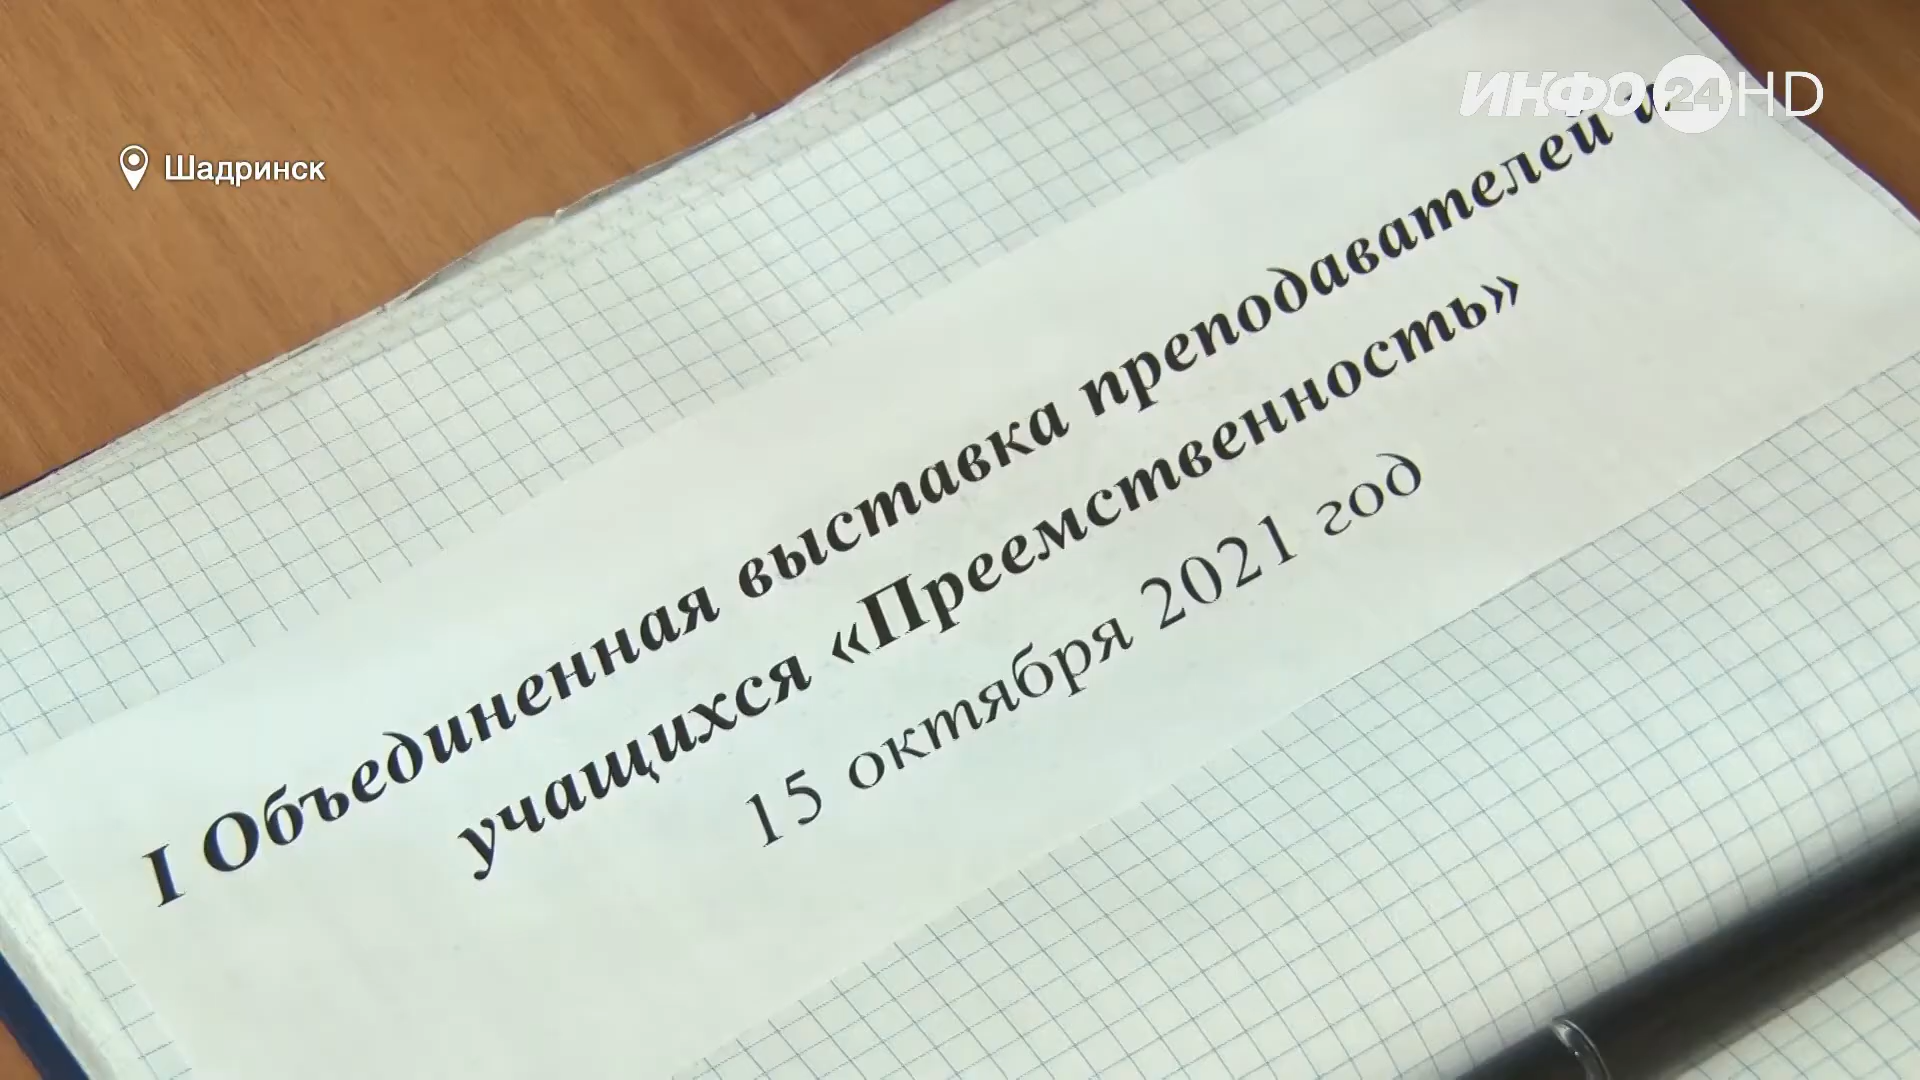 ИНФО 24 HD
Шадринск
I Объединенная выставка преподавателей и
учащихся «Преемственность»
15 октября 2021 год